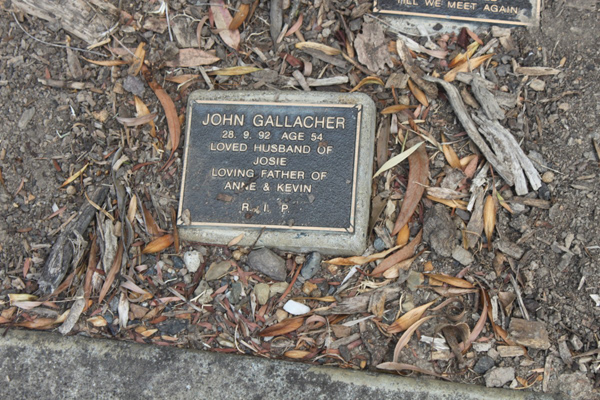 TILL WE MEET AGAIN
JOHN GALLACHER
28. 9. 92 AGE 54
LOVED HUSBAND OF
JOSIE
LOVING FATHER OF
ANNE & KEVIN
R. I. P.